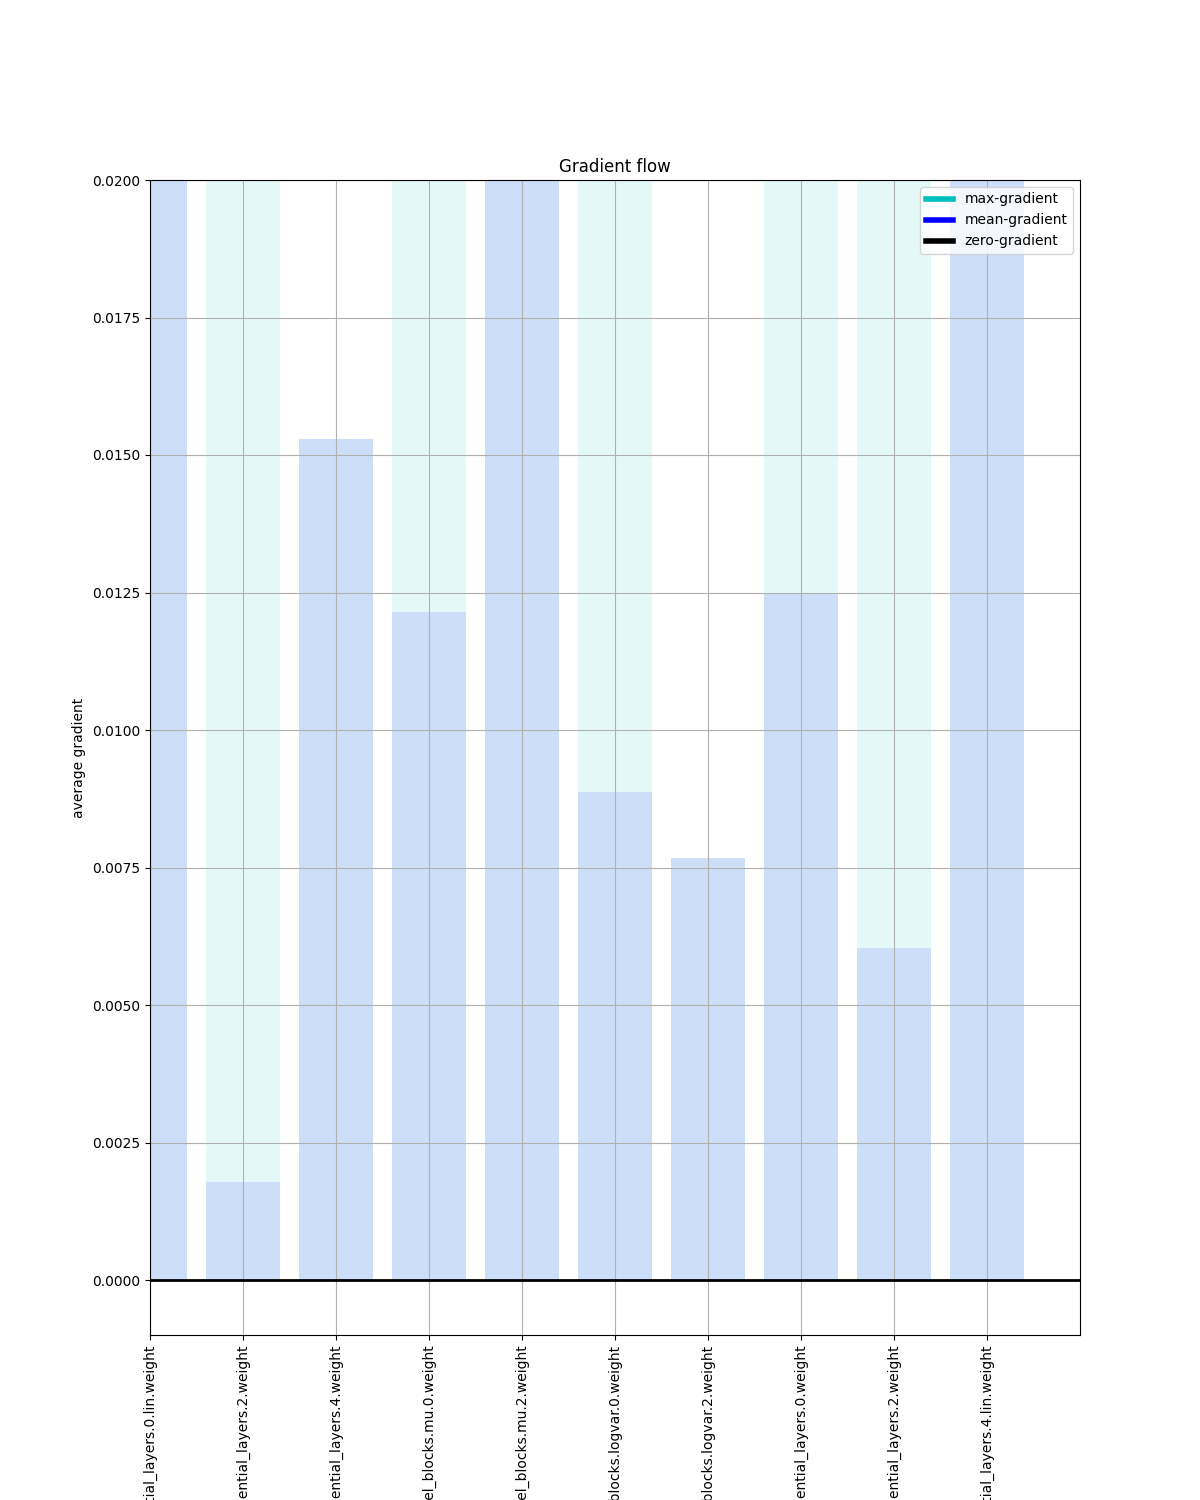 Gradient flow
max-gradient
mean-gradient
zero-gradient
0.0200
0.0175
0.0150
0.0125
0.0100
0.0075
0.0050
0.0025
0.0000
average gradient
tial_layers.0.lin.weight
ential_layers.2.weight
ential_layers.4.weight
el_blocks.mu.0.weight
el_blocks.mu.2.weight
blocks.logvar.0.weight
blocks.logvar.2.weight
ential_layers.0.weight
ential_layers.2.weight
tial_layers.4.lin.weight